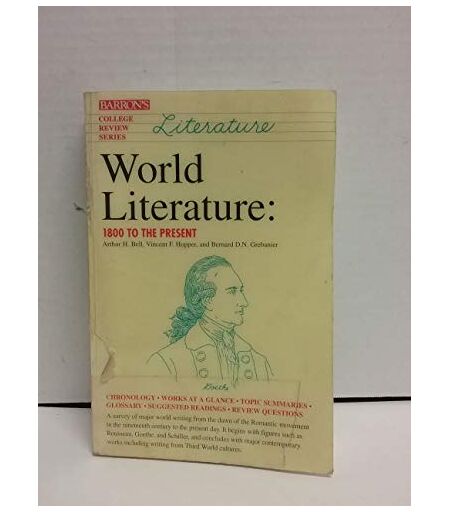 BARRON'S
COLLEGE
REVIEW
SERIES
Literature
World
Literature:
1800 TO THE PRESENT
Arthur H. Bell, Vincent F. Hopper, and Bernard D.N. Grebanier
Goethe
CHRONOLOGY • WORKS AT A GLANCE • TOPIC SUMMARIES •
GLOSSARY • SUGGESTED READINGS • REVIEW QUESTIONS
A survey of major world writing from the dawn of the Romantic movement
in the nineteenth century to the present day. It begins with figures such as
Rousseau, Goethe, and Schiller, and concludes with major contemporary
works including writing from Third World cultures.